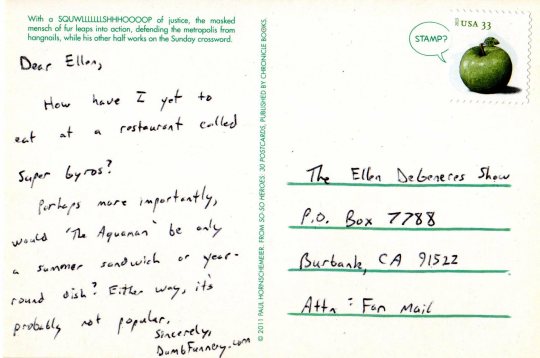 With a SQUWLLLLLLSHHHOOOOP of justice, the masked
mensch of fur leaps into action, defending the metropolis from
hangnails, while his other half works on the Sunday crossword.
Dear Ellen,
How have I yet to
eat at a restaurant called
Super Gyros?
Perhaps more importantly,
would "The Aquaman" be only
a summer sandwich or year-
round dish? Either way, it's
probably not popular.
Sincerely,
DumbFunnery.com
© 2011 PAUL HORNSCHEMEIER. FROM SO-SO HEROES: 30 POSTCARDS, PUBLISHED BY CHRONICLE BOOKS.
STAMP?
USA 33
The Ellen DeGeneres Show
P.O. Box 7788
Burbank, CA 91522
Attn: Fan Mail